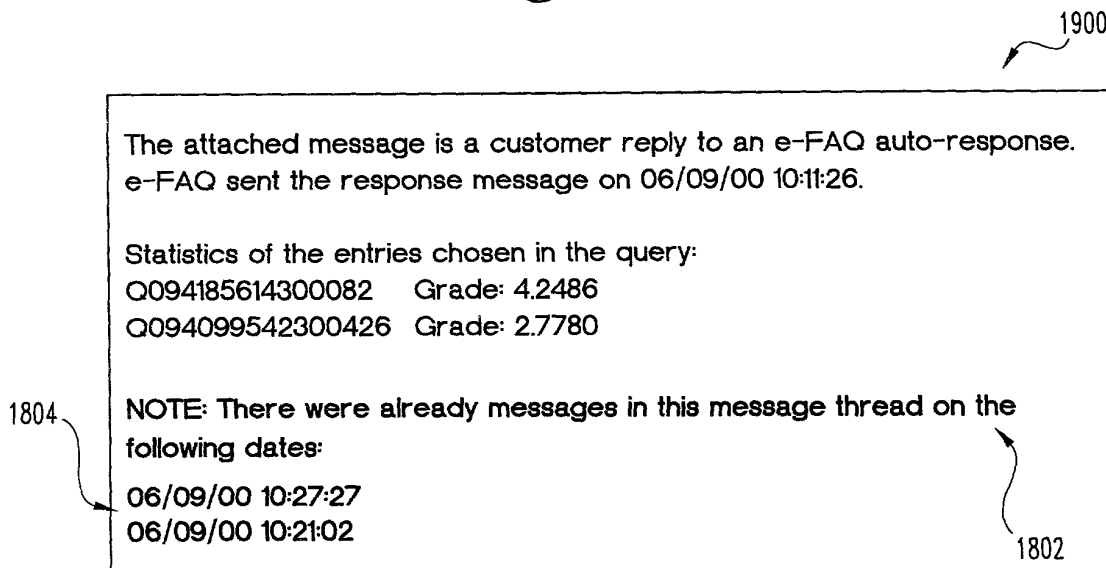 1900
The attached message is a customer reply to an e-FAQ auto-response.
e-FAQ sent the response message on 06/09/00 10:11:26.
Statistics of the entries chosen in the query:
Q094185614300082 Grade: 4.2486
Q094099542300426 Grade: 2.7780
1804
NOTE: There were already messages in this message thread on the
following dates:
06/09/00 10:27:27
06/09/00 10:21:02
1802